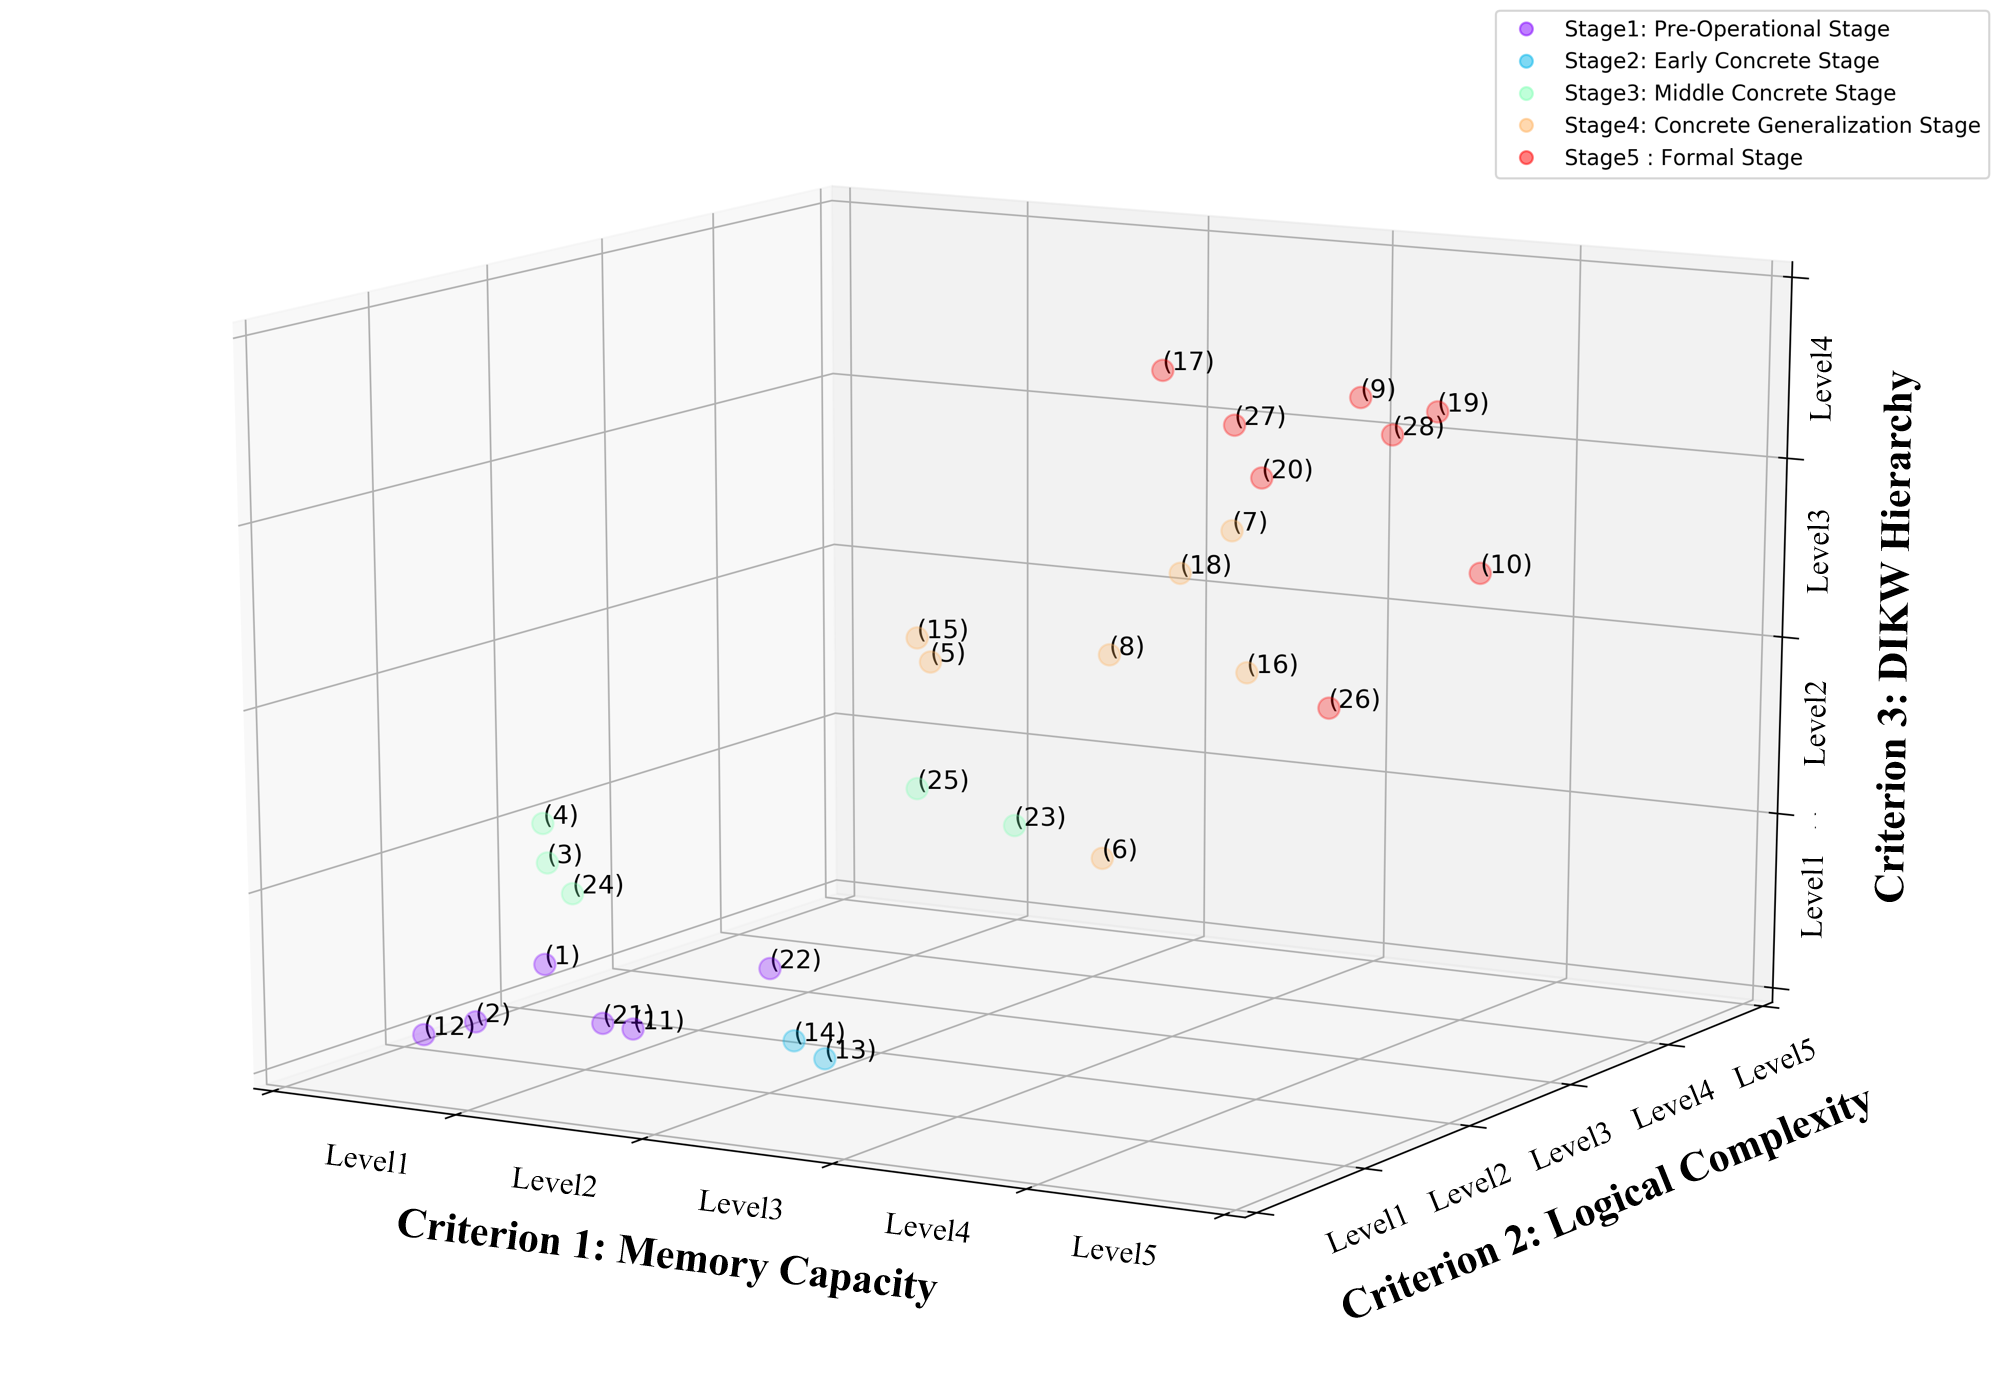 Stage1: Pre-Operational Stage
Stage2: Early Concrete Stage
Stage3: Middle Concrete Stage
Stage4: Concrete Generalization Stage
Stage5 : Formal Stage
(17)
(9)
(19)
(27)
(28)
(20)
(7)
(18)
(10)
(15)
(5)
(8)
(16)
(26)
(25)
(4)
(23)
(3)
(6)
(24)
(1)
(22)
(12)
(2)
(21)
(11)
(14)
(13)
Level4
Level3
Level2
Level1
Criterion 3: DIKW Hierarchy
Level1
Level2
Level3
Level4
Level5
Criterion 1: Memory Capacity
Level1
Level2
Level3
Level4
Level5
Criterion 2: Logical Complexity